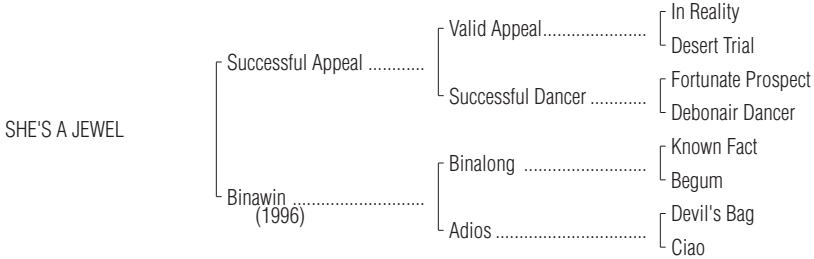 In Reality
Valid Appeal......................
Desert Trial
Successful Appeal ............
Fortunate Prospect
Successful Dancer ............
Debonair Dancer
SHE'S A JEWEL
Known Fact
Binalong ..........................
Begum
Binawin ............................
(1996)
Devil's Bag
Adios ................................
Ciao